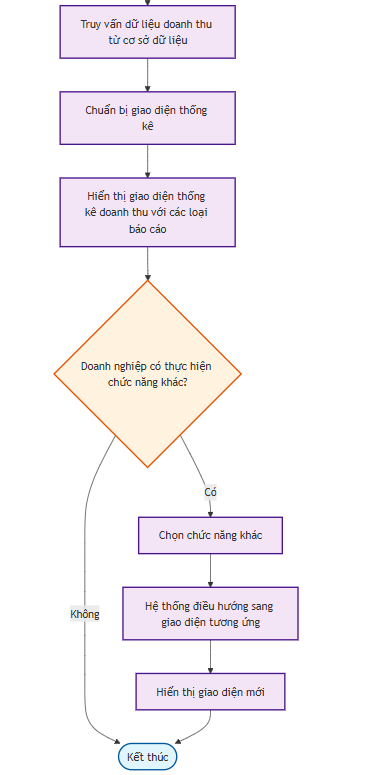 Truy vấn dữ liệu doanh thu
từ cơ sở dữ liệu
Chuẩn bị giao diện thống
kê
Hiển thị giao diện thống
kê doanh thu với các loại
báo cáo
Doanh nghiệp có thực hiện
chức năng khác?
Có
Chọn chức năng khác
Hệ thống điều hướng sang
giao diện tương ứng
Không
Hiển thị giao diện mới
Kết thúc